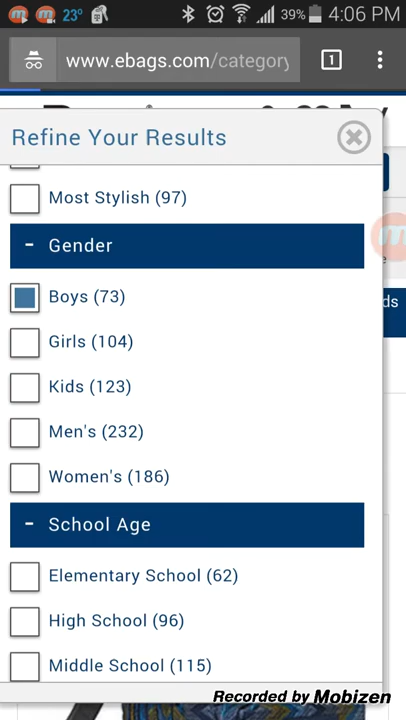 23° 39% 4:06 PM
www.ebags.com/category 1
Refine Your Results
Most Stylish (97)
- Gender
Boys (73)
ds
Girls (104)
Kids (123)
Men's (232)
Women's (186)
- School Age
Elementary School (62)
High School (96)
Middle School (115)
Recorded by Mobizen